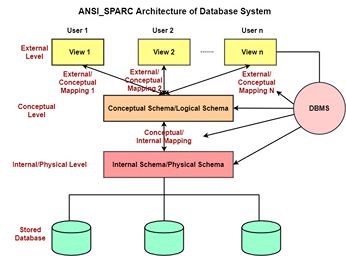 ANSI_SPARC Architecture of Database System
User 1
User 2
User n
External
Level
View 1
View 2
......
View n
External/
Conceptual
Mapping 1
External/
Conceptual
Mapping 2
External/
Conceptual
Mapping N
Conceptual
Level
Conceptual Schema/Logical Schema
DBMS
Conceptual/
Internal Mapping
Internal/Physical Level
Internal Schema/Physical Schema
Stored
Database